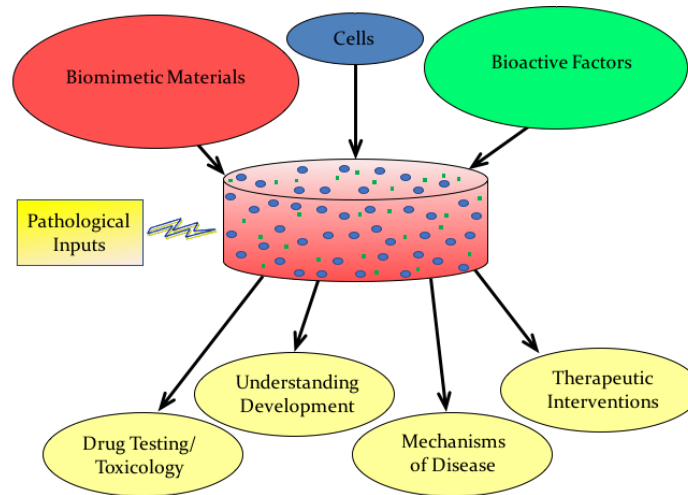 Cells
Biomimetic Materials
Bioactive Factors
Pathological
Inputs
Understanding
Development
Therapeutic
Interventions
Drug Testing/
Toxicology
Mechanisms
of Disease